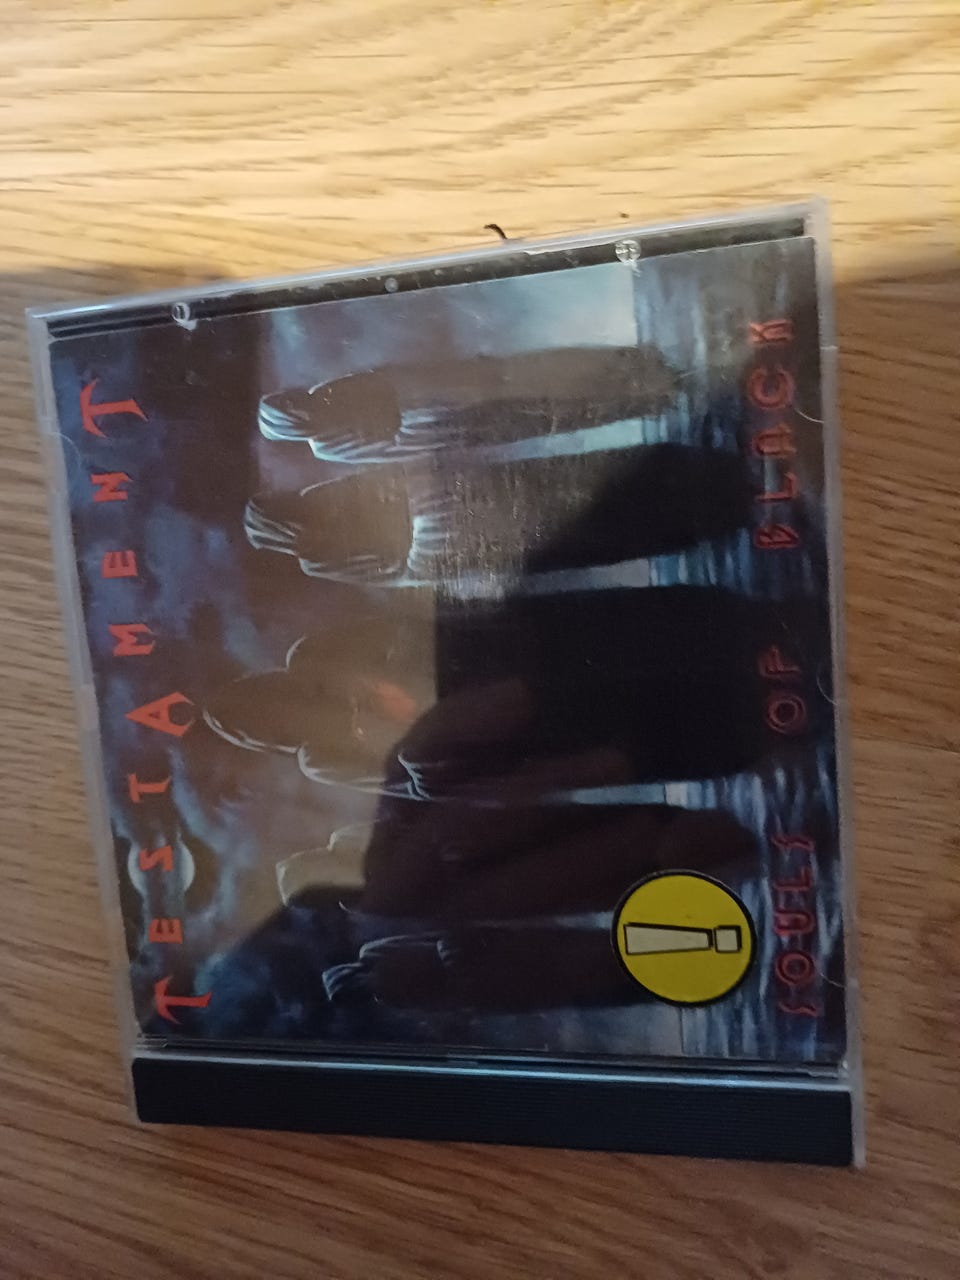 TESTAMENT
SOULS OF BLACK
!